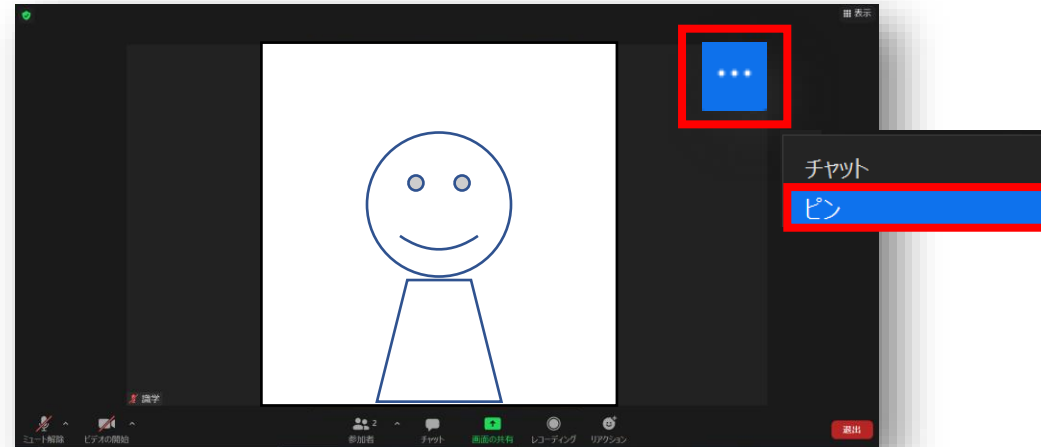 表示
...
チャット
ピン
識学
ミュート解除
ビデオの開始
参加者
2
チャット
画面の共有
レコーディング
リアクション
退出